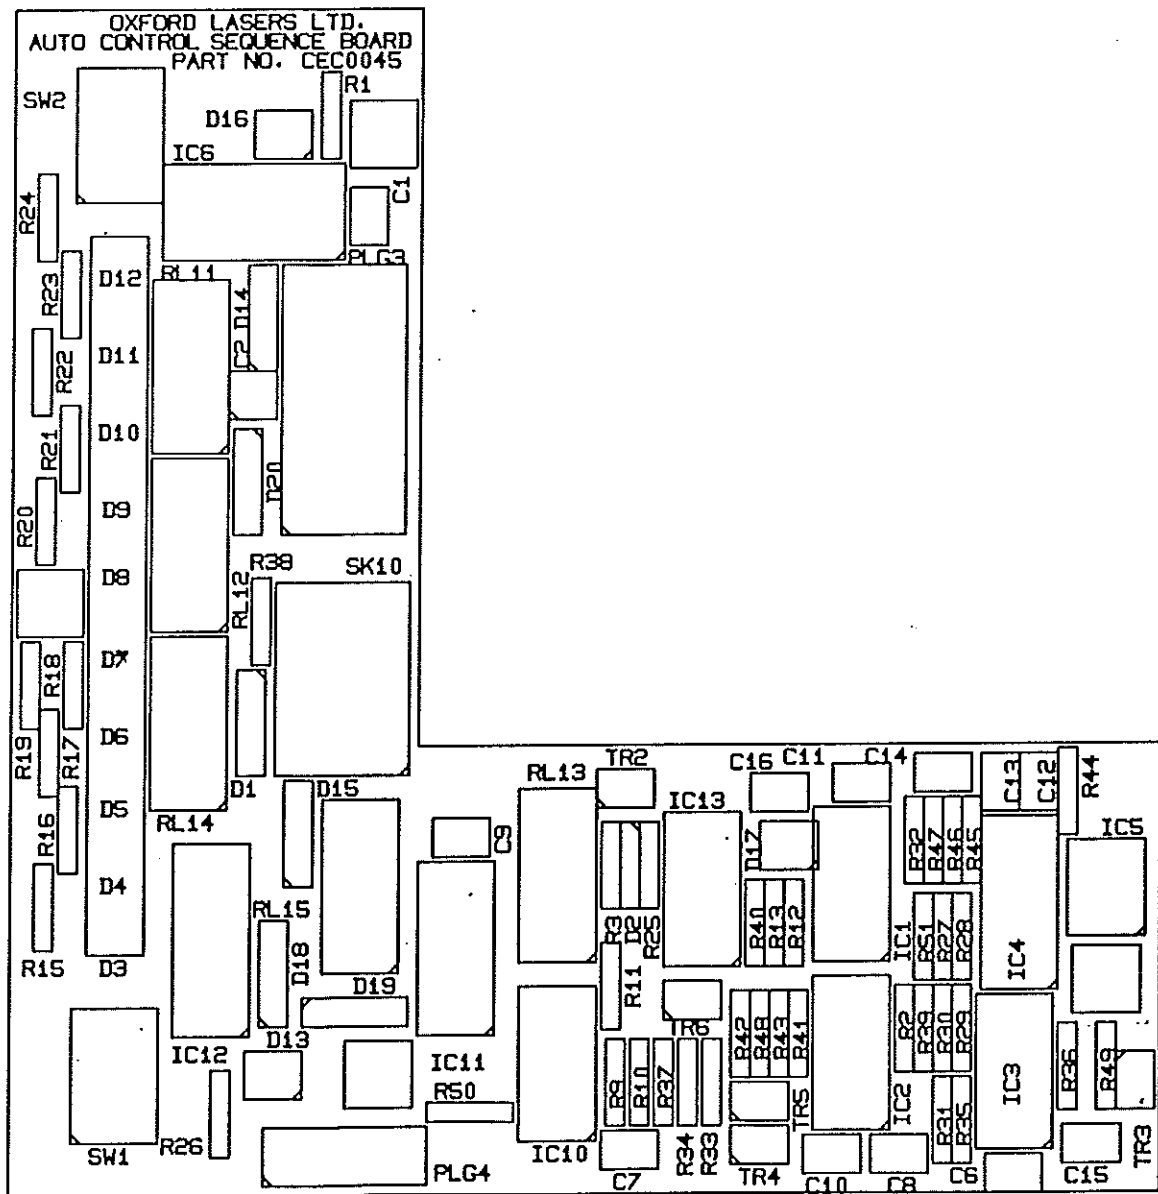 OXFORD LASERS LTD.
AUTO CONTROL SEQUENCE BOARD
PART NO. CEC0045
SW2
R1
D16
IC6
C1
R24
PLG3
D12
RL11
R23
D14
C2
D11
R22
D10
R21
D20
D9
R20
R38
SK10
D8
RL12
D7
R18
D6
R19
R17
D1
D15
RL13
TR2
C16
C11
C14
C13
C12
R44
D5
RL14
R16
C9
IC13
D17
R32
R47
R46
R45
IC5
D4
RL15
R3
D2
R25
R40
R13
R12
IC1
R51
R27
R28
IC4
R15
D3
D18
D19
R11
TR6
R42
R48
R43
R41
R2
R39
R30
R29
IC12
D13
IC11
R50
R9
R10
R37
R34
R33
TR5
IC2
R31
R35
IC3
R36
R49
TR3
SW1
R26
PLG4
IC10
C7
TR4
C10
C8
C6
C15